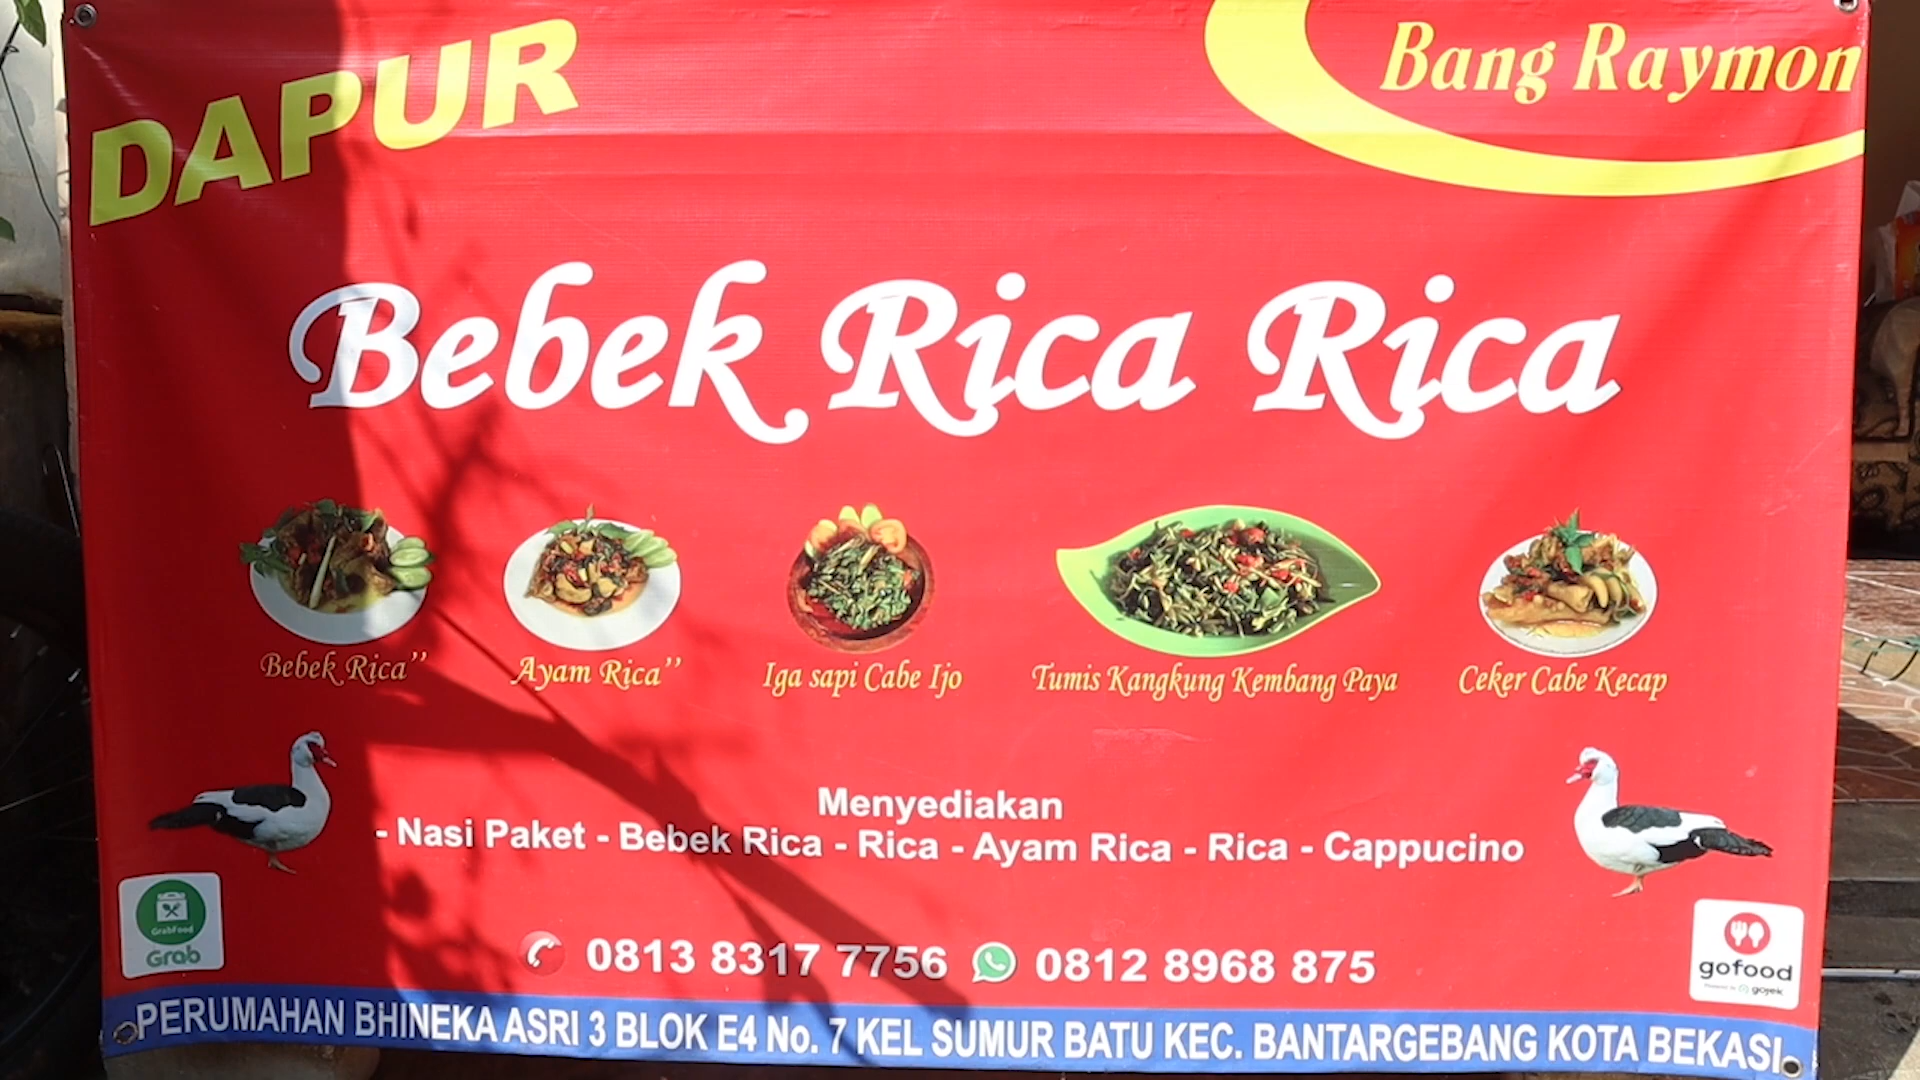 DAPUR
Bang Raymon
Bebek Rica Rica
Bebek Rica’’
Ayam Rica’’
Iga sapi Cabe Ijo
Tumis Kangkung Kembang Paya
Ceker Cabe Kecap
Menyediakan
- Nasi Paket - Bebek Rica - Rica - Ayam Rica - Rica - Cappucino
GrabFood
Grab
0813 8317 7756 0812 8968 875
gofood
Powered by gojek
PERUMAHAN BHINEKA ASRI 3 BLOK E4 No. 7 KEL SUMUR BATU KEC. BANTARGEBANG KOTA BEKASI